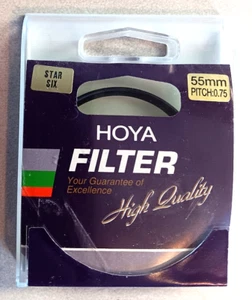 STAR
SIX
55mm
PITCH:0.75
HOYA
FILTER
Your Guarantee of
Excellence
High Quality